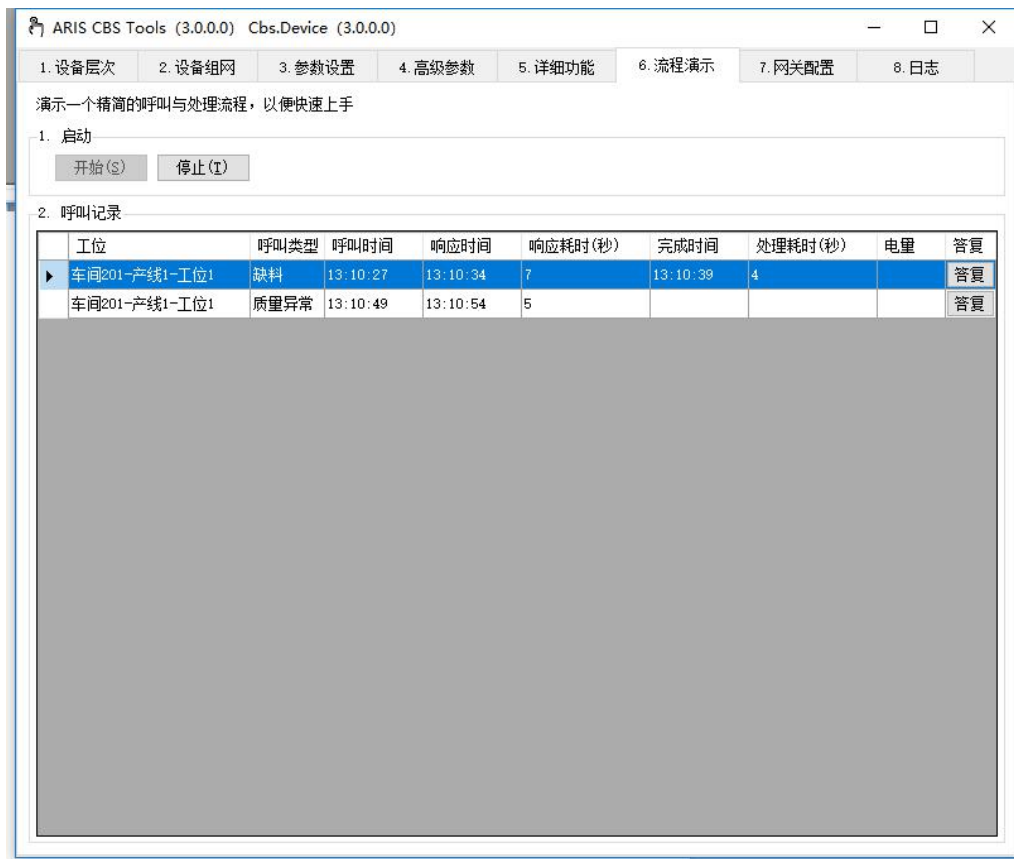 ARIS CBS Tools (3.0.0.0) Cbs.Device (3.0.0.0)
1.设备层次 2.设备组网 3.参数设置 4.高级参数 5.详细功能 6.流程演示 7.网关配置 8.日志
演示一个精简的呼叫与处理流程，以便快速上手
1. 启动
开始(S) 停止(T)
2. 呼叫记录
工位 呼叫类型 呼叫时间 响应时间 响应耗时(秒) 完成时间 处理耗时(秒) 电量 答复
车间201-产线1-工位1 缺料 13:10:27 13:10:34 7 13:10:39 4 答复
车间201-产线1-工位1 质量异常 13:10:49 13:10:54 5 答复